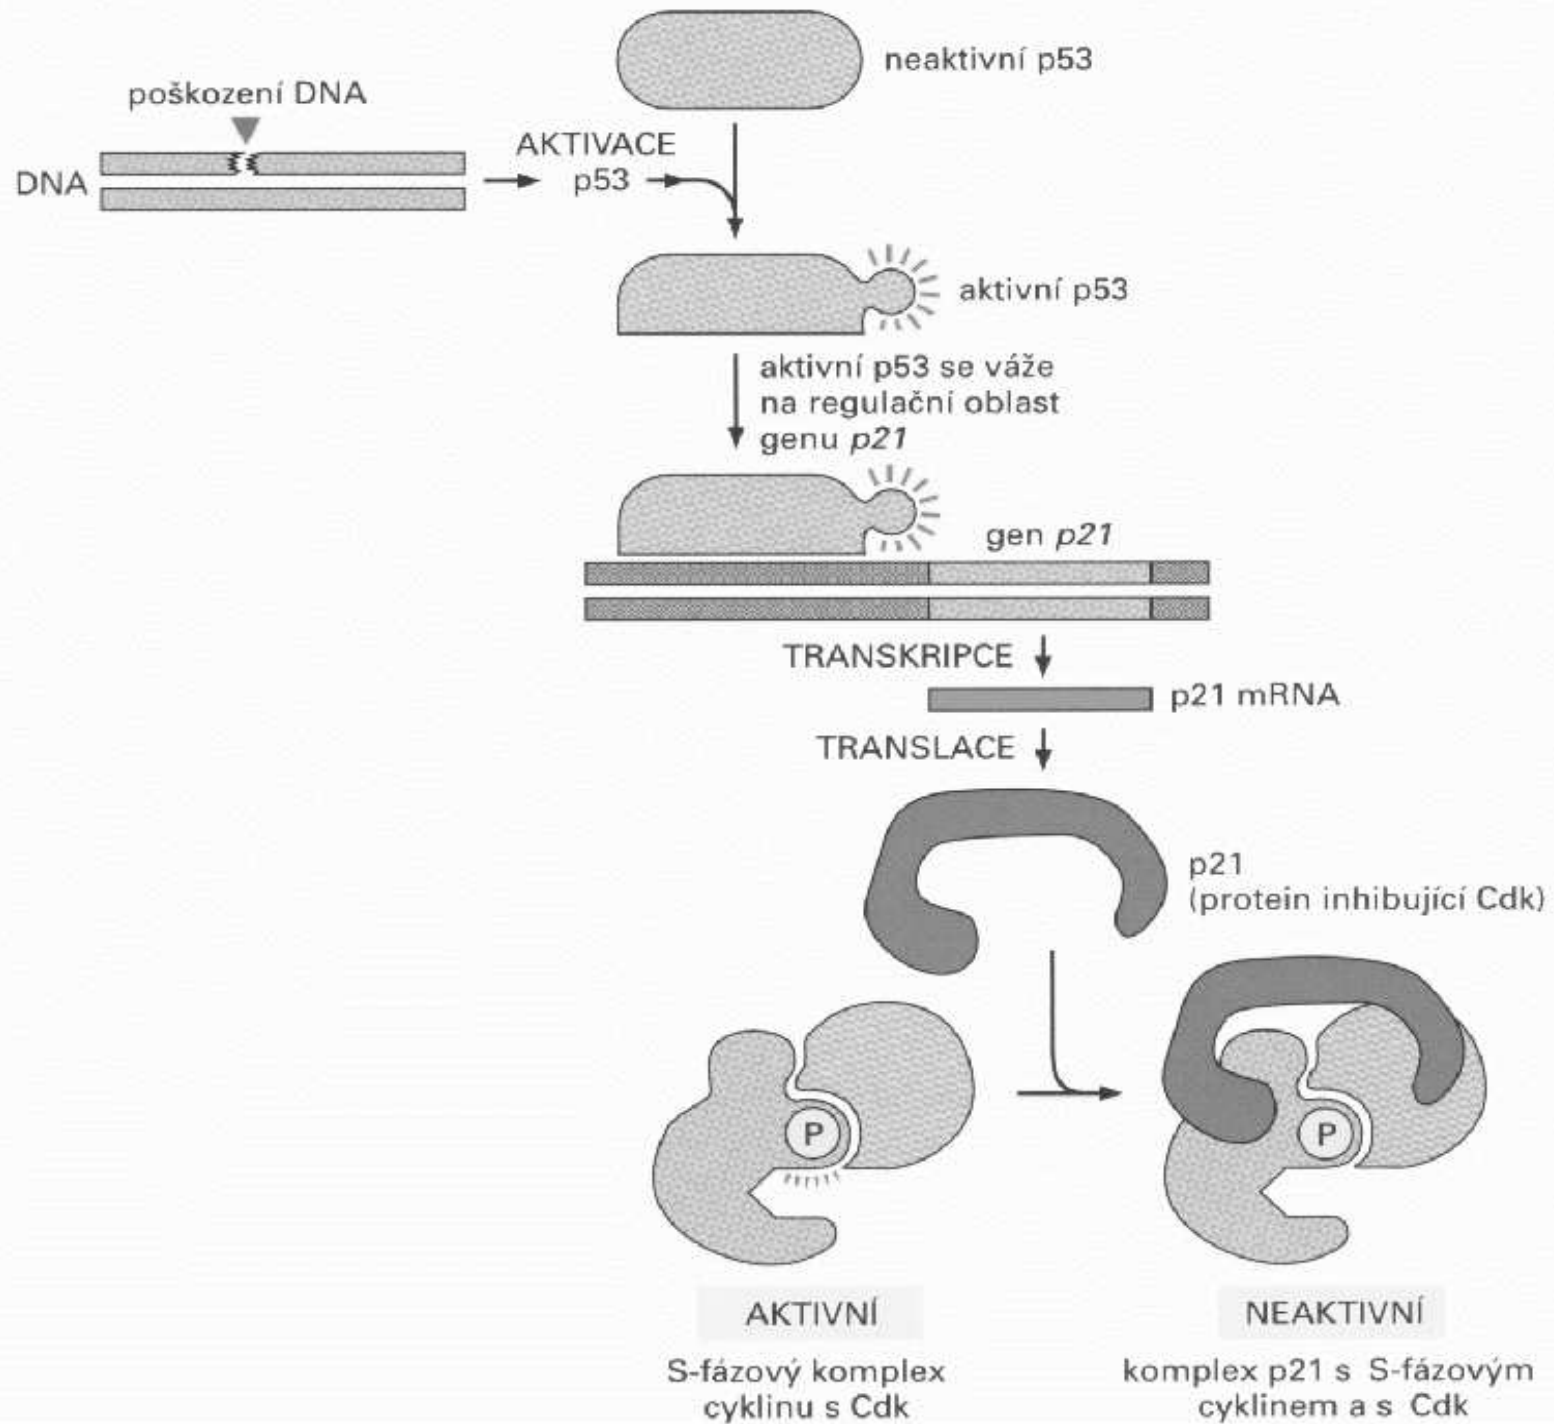 neaktivní p53
poškození DNA
DNA
AKTIVACE
p53
aktivní p53
aktivní p53 se váže
na regulační oblast
genu p21
gen p21
TRANSKRIPCE
p21 mRNA
TRANSLACE
p21
(protein inhibující Cdk)
P
P
AKTIVNÍ
NEAKTIVNÍ
S-fázový komplex
cyklinu s Cdk
komplex p21 s S-fázovým
cyklinem a s Cdk